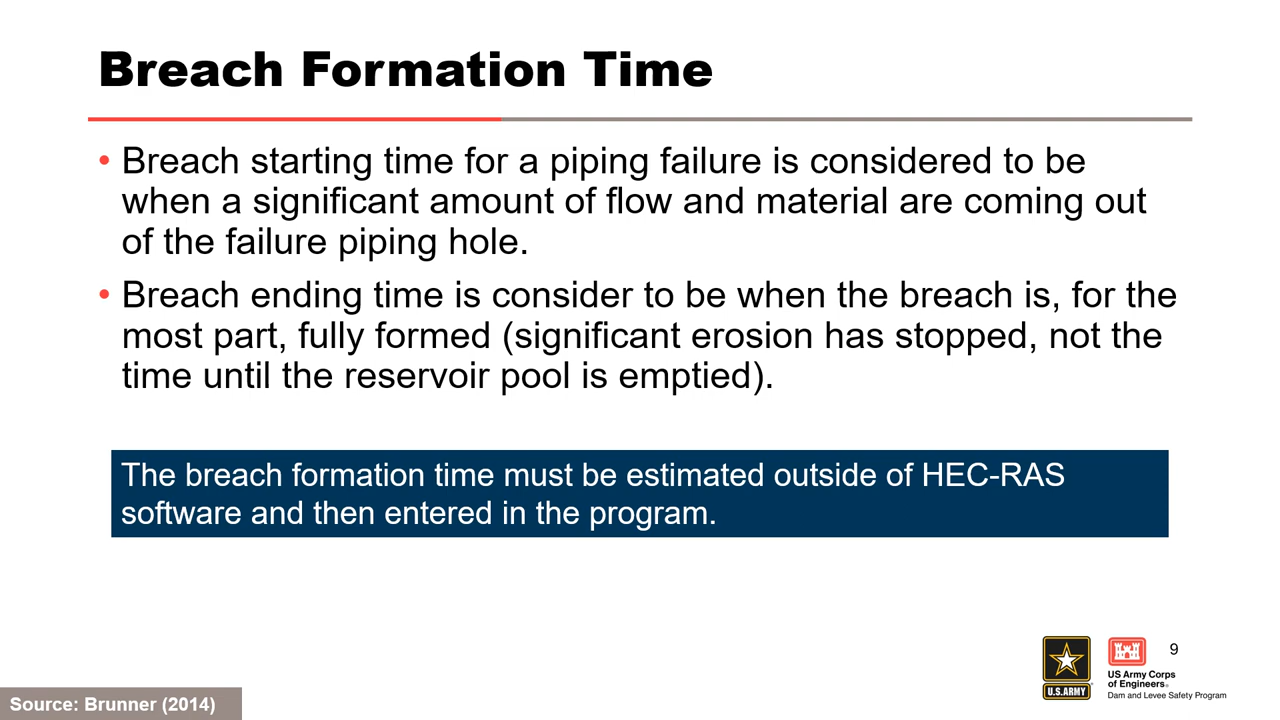 Breach Formation Time
• Breach starting time for a piping failure is considered to be
when a significant amount of flow and material are coming out
of the failure piping hole.
• Breach ending time is consider to be when the breach is, for the
most part, fully formed (significant erosion has stopped, not the
time until the reservoir pool is emptied).
The breach formation time must be estimated outside of HEC-RAS
software and then entered in the program.
9
U.S. ARMY
US Army Corps
of Engineers®
Dam and Levee Safety Program
Source: Brunner (2014)